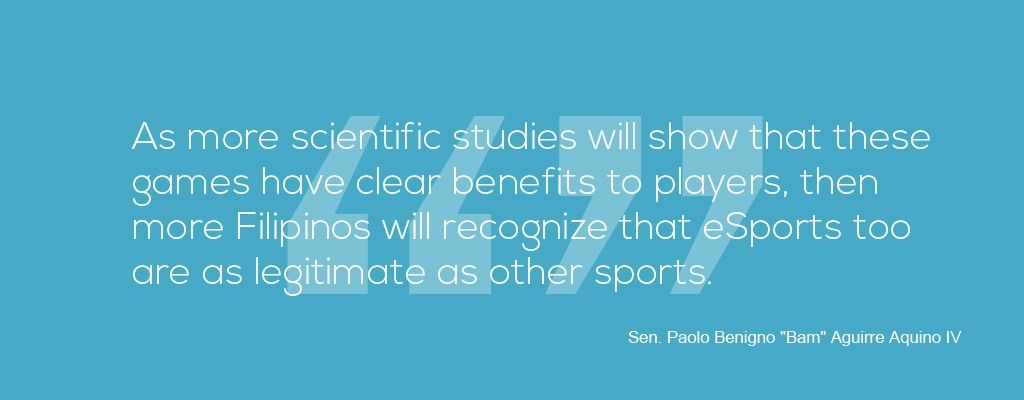 As more scientific studies will show that these
games have clear benefits to players, then
more Filipinos will recognize that eSports too
are as legitimate as other sports.
Sen. Paolo Benigno "Bam" Aguirre Aquino IV